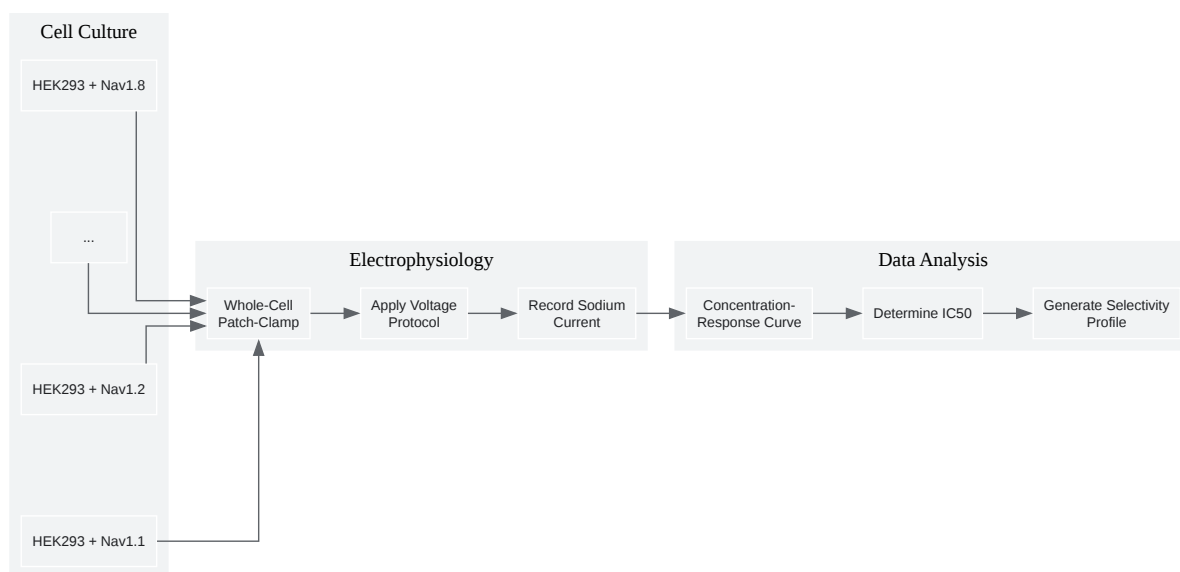 Cell Culture
HEK293 + Nav1.8
...
HEK293 + Nav1.2
HEK293 + Nav1.1
Electrophysiology
Whole-Cell
Patch-Clamp
Apply Voltage
Protocol
Record Sodium
Current
Data Analysis
Concentration-
Response Curve
Determine IC50
Generate Selectivity
Profile